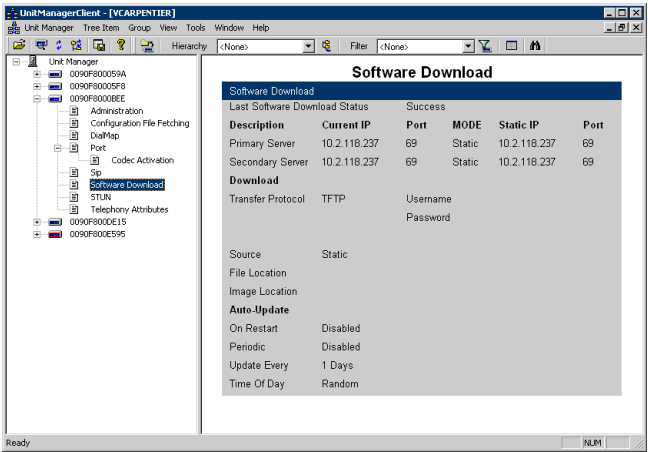 UnitManagerClient - [VCARPENTIER]
Unit Manager Tree Item Group View Tools Window Help
Hierarchy <None> Filter <None>
Unit Manager
0090F800059A
0090F80005F8
0090F8000BEE
Administration
Configuration File Fetching
DialMap
Port
Codec Activation
Sip
Software Download
STUN
Telephony Attributes
0090F800DE15
0090F800E595
Software Download
Software Download
Last Software Download Status Success
Description Current IP Port MODE Static IP Port
Primary Server 10.2.118.237 69 Static 10.2.118.237 69
Secondary Server 10.2.118.237 69 Static 10.2.118.237 69
Download
Transfer Protocol TFTP Username
Password
Source Static
File Location
Image Location
Auto-Update
On Restart Disabled
Periodic Disabled
Update Every 1 Days
Time Of Day Random
Ready NUM